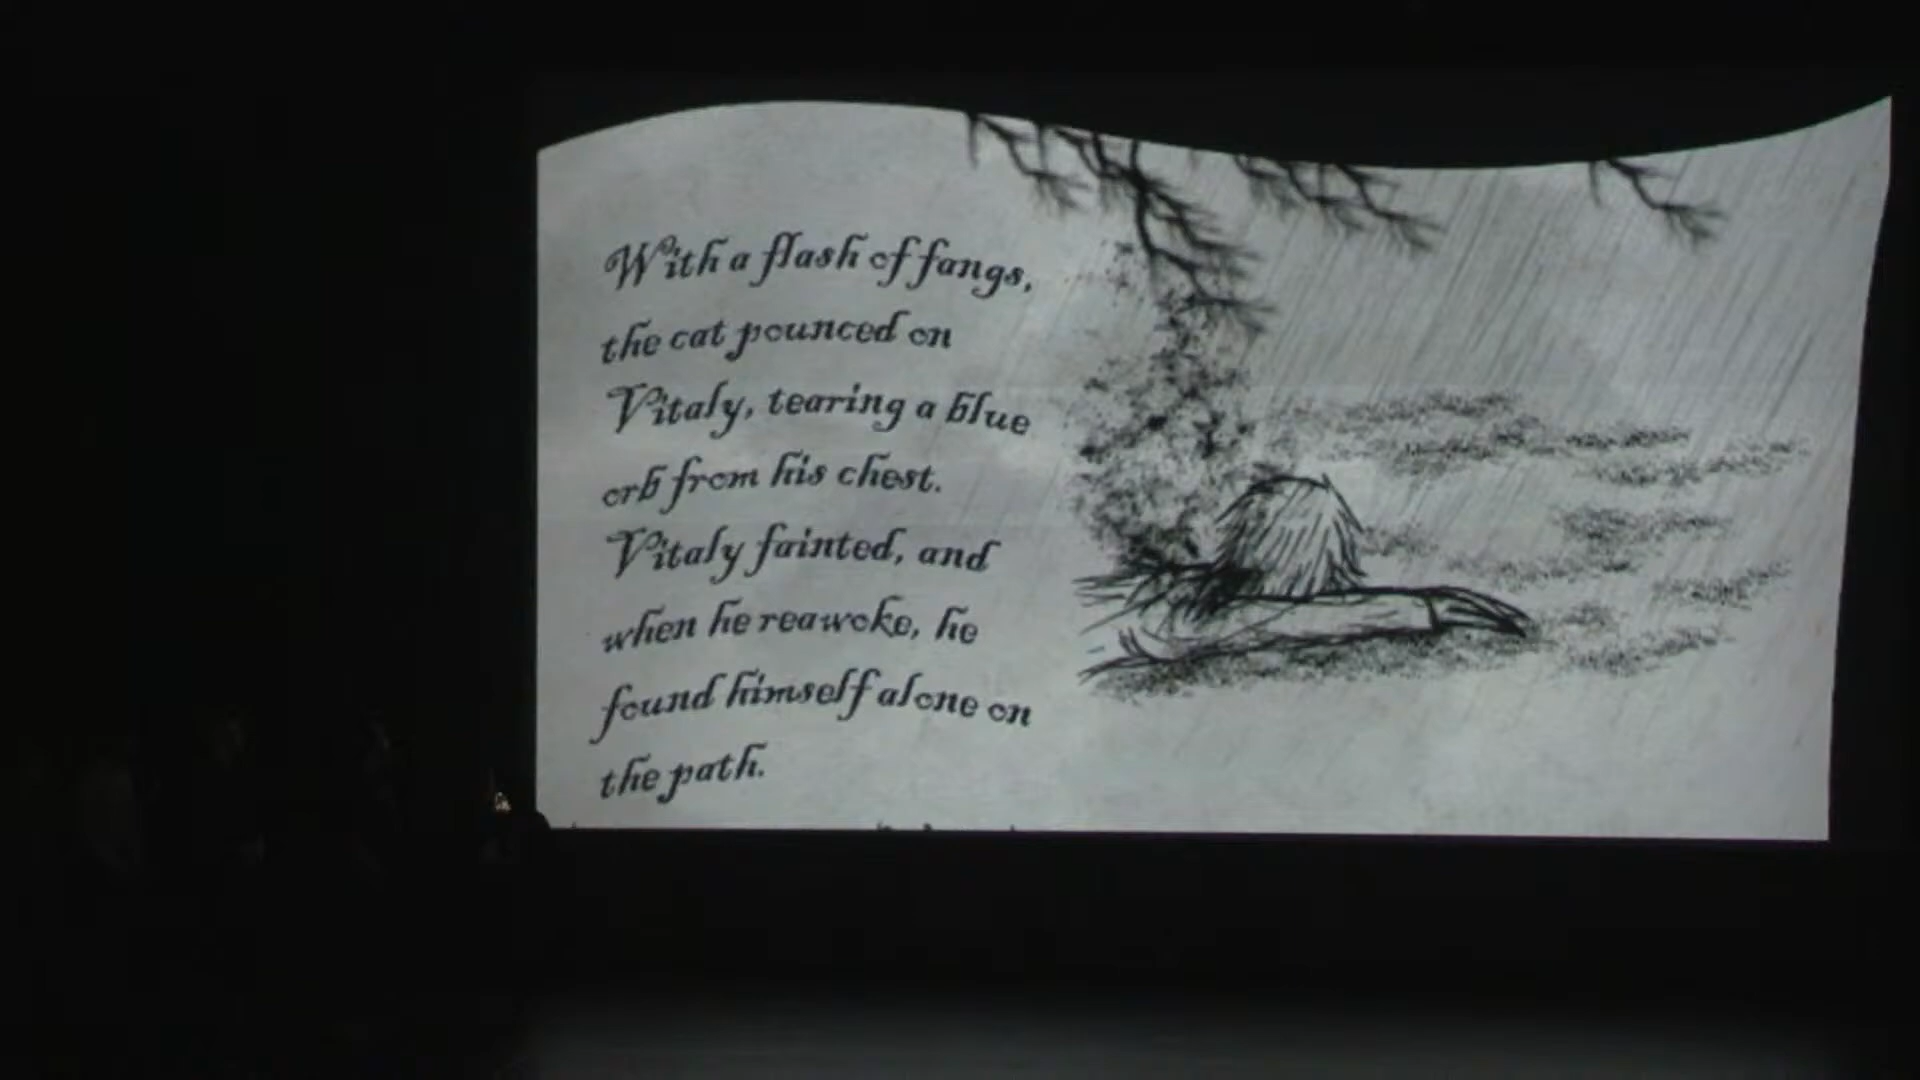 With a flash of fangs,
the cat pounced on
Vitaly, tearing a blue
orb from his chest.
Vitaly fainted, and
when he reawoke, he
found himself alone on
the path.